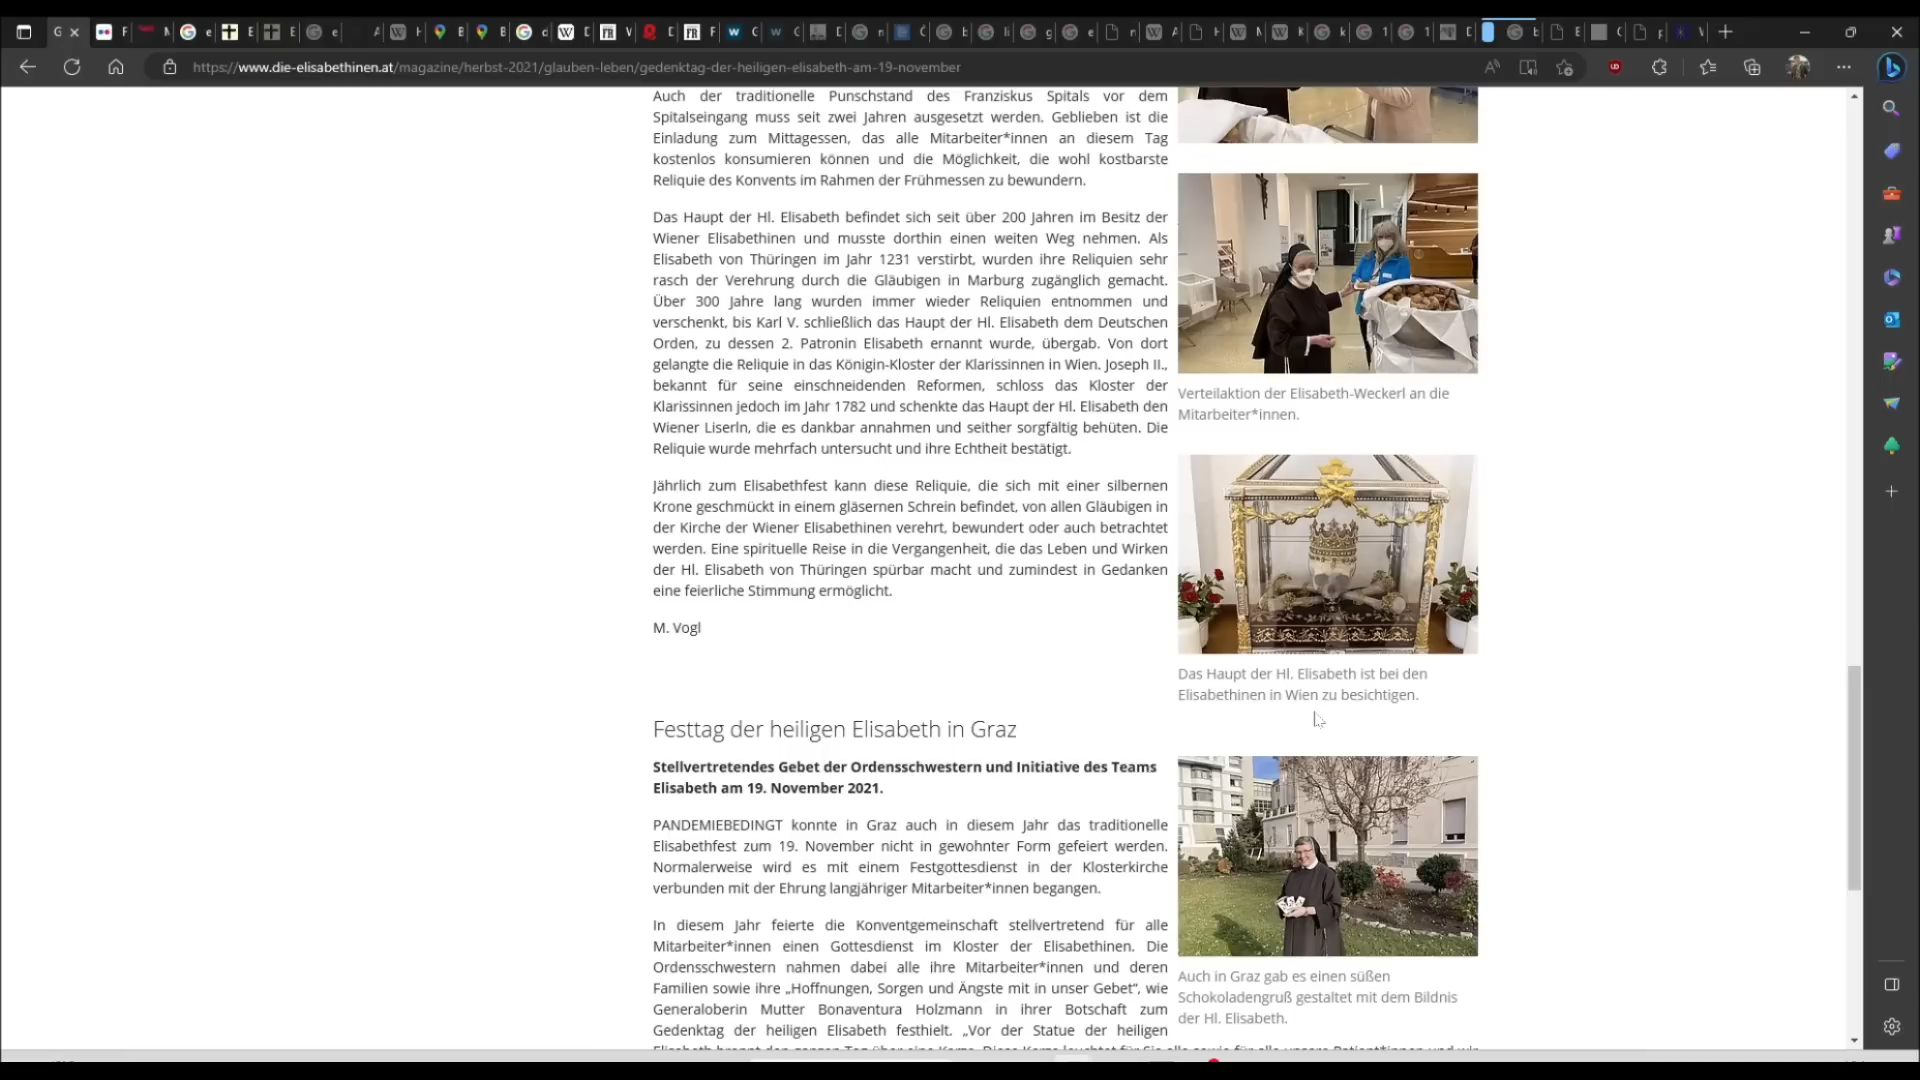 https://www.die-elisabethinen.at/magazine/herbst-2021/glauben-leben/gedenktag-der-heiligen-elisabeth-am-19-november
Auch der traditionelle Punschstand des Franziskus Spitals vor dem
Spitalseingang muss seit zwei Jahren ausgesetzt werden. Geblieben ist die
Einladung zum Mittagessen, das alle Mitarbeiter*innen an diesem Tag
kostenlos konsumieren können und die Möglichkeit, die wohl kostbarste
Reliquie des Konvents im Rahmen der Frühmessen zu bewundern.
Das Haupt der Hl. Elisabeth befindet sich seit über 200 Jahren im Besitz der
Wiener Elisabethinen und musste dorthin einen weiten Weg nehmen. Als
Elisabeth von Thüringen im Jahr 1231 verstirbt, wurden ihre Reliquien sehr
rasch der Verehrung durch die Gläubigen in Marburg zugänglich gemacht.
Über 300 Jahre lang wurden immer wieder Reliquien entnommen und
verschenkt, bis Karl V. schließlich das Haupt der Hl. Elisabeth dem Deutschen
Orden, zu dessen 2. Patronin Elisabeth ernannt wurde, übergab. Von dort
gelangte die Reliquie in das Königin-Kloster der Klarissinnen in Wien. Joseph II.,
bekannt für seine einschneidenden Reformen, schloss das Kloster der
Klarissinnen jedoch im Jahr 1782 und schenkte das Haupt der Hl. Elisabeth den
Wiener Liserln, die es dankbar annahmen und seither sorgfältig behüten. Die
Reliquie wurde mehrfach untersucht und ihre Echtheit bestätigt.
Jährlich zum Elisabethfest kann diese Reliquie, die sich mit einer silbernen
Krone geschmückt in einem gläsernen Schrein befindet, von allen Gläubigen in
der Kirche der Wiener Elisabethinen verehrt, bewundert oder auch betrachtet
werden. Eine spirituelle Reise in die Vergangenheit, die das Leben und Wirken
der Hl. Elisabeth von Thüringen spürbar macht und zumindest in Gedanken
eine feierliche Stimmung ermöglicht.
M. Vogl
Verteilaktion der Elisabeth-Weckerl an die
Mitarbeiter*innen.
Das Haupt der Hl. Elisabeth ist bei den
Elisabethinen in Wien zu besichtigen.
Festtag der heiligen Elisabeth in Graz
Stellvertretendes Gebet der Ordensschwestern und Initiative des Teams
Elisabeth am 19. November 2021.
PANDEMIEBEDINGT konnte in Graz auch in diesem Jahr das traditionelle
Elisabethfest zum 19. November nicht in gewohnter Form gefeiert werden.
Normalerweise wird es mit einem Festgottesdienst in der Klosterkirche
verbunden mit der Ehrung langjähriger Mitarbeiter*innen begangen.
In diesem Jahr feierte die Konventgemeinschaft stellvertretend für alle
Mitarbeiter*innen einen Gottesdienst im Kloster der Elisabethinen. Die
Ordensschwestern nahmen dabei alle ihre Mitarbeiter*innen und deren
Familien sowie ihre „Hoffnungen, Sorgen und Ängste mit in unser Gebet“, wie
Generaloberin Mutter Bonaventura Holzmann in ihrer Botschaft zum
Gedenktag der heiligen Elisabeth festhielt. „Vor der Statue der heiligen
Auch in Graz gab es einen süßen
Schokoladengruß gestaltet mit dem Bildnis
der Hl. Elisabeth.